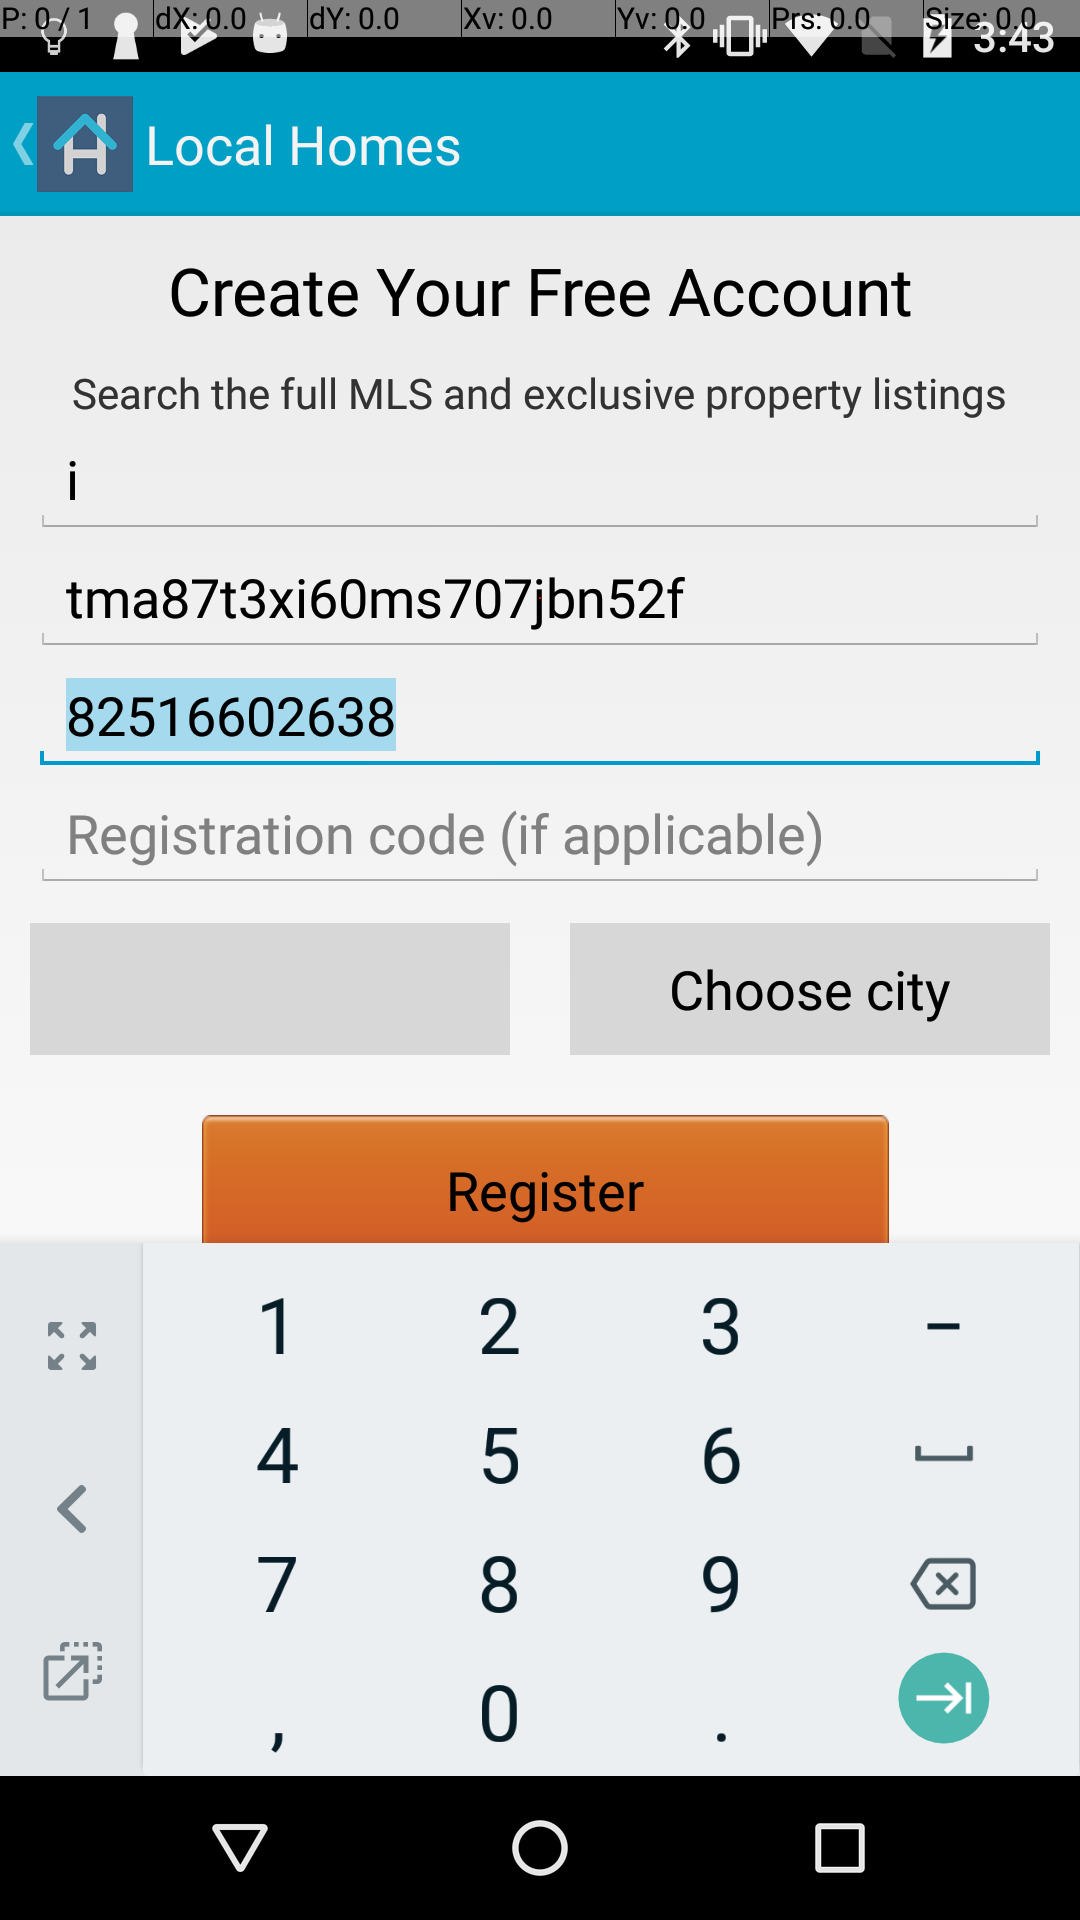 P: 0 / 1 dX: 0.0 dY: 0.0 Xv: 0.0 Yv: 0.0 Prs: 0.0 Size: 0.0
3:43
Local Homes
Create Your Free Account
Search the full MLS and exclusive property listings
i
tma87t3xi60ms707jbn52f
82516602638
Registration code (if applicable)
Choose city
Register
1 2 3 -
4 5 6
7 8 9
, 0 .